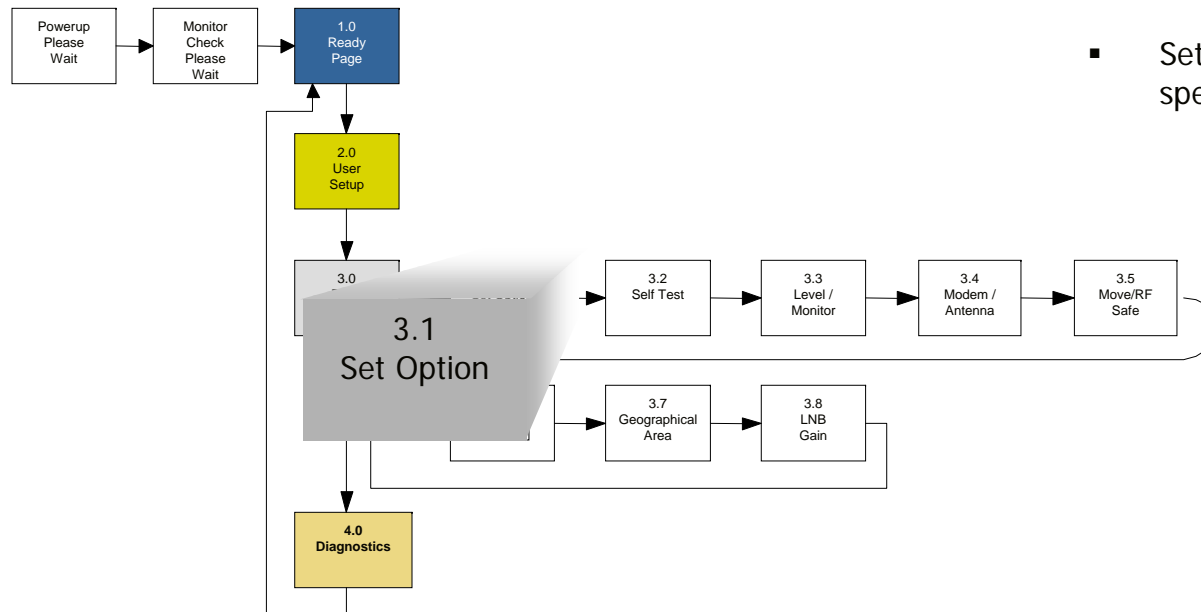 Powerup
Please
Wait
Monitor
Check
Please
Wait
1.0
Ready
Page
▪ Set
spe
2.0
User
Setup
3.0
3.1
Set Option
3.2
Self Test
3.3
Level /
Monitor
3.4
Modem /
Antenna
3.5
Move/RF
Safe
3.7
Geographical
Area
3.8
LNB
Gain
4.0
Diagnostics